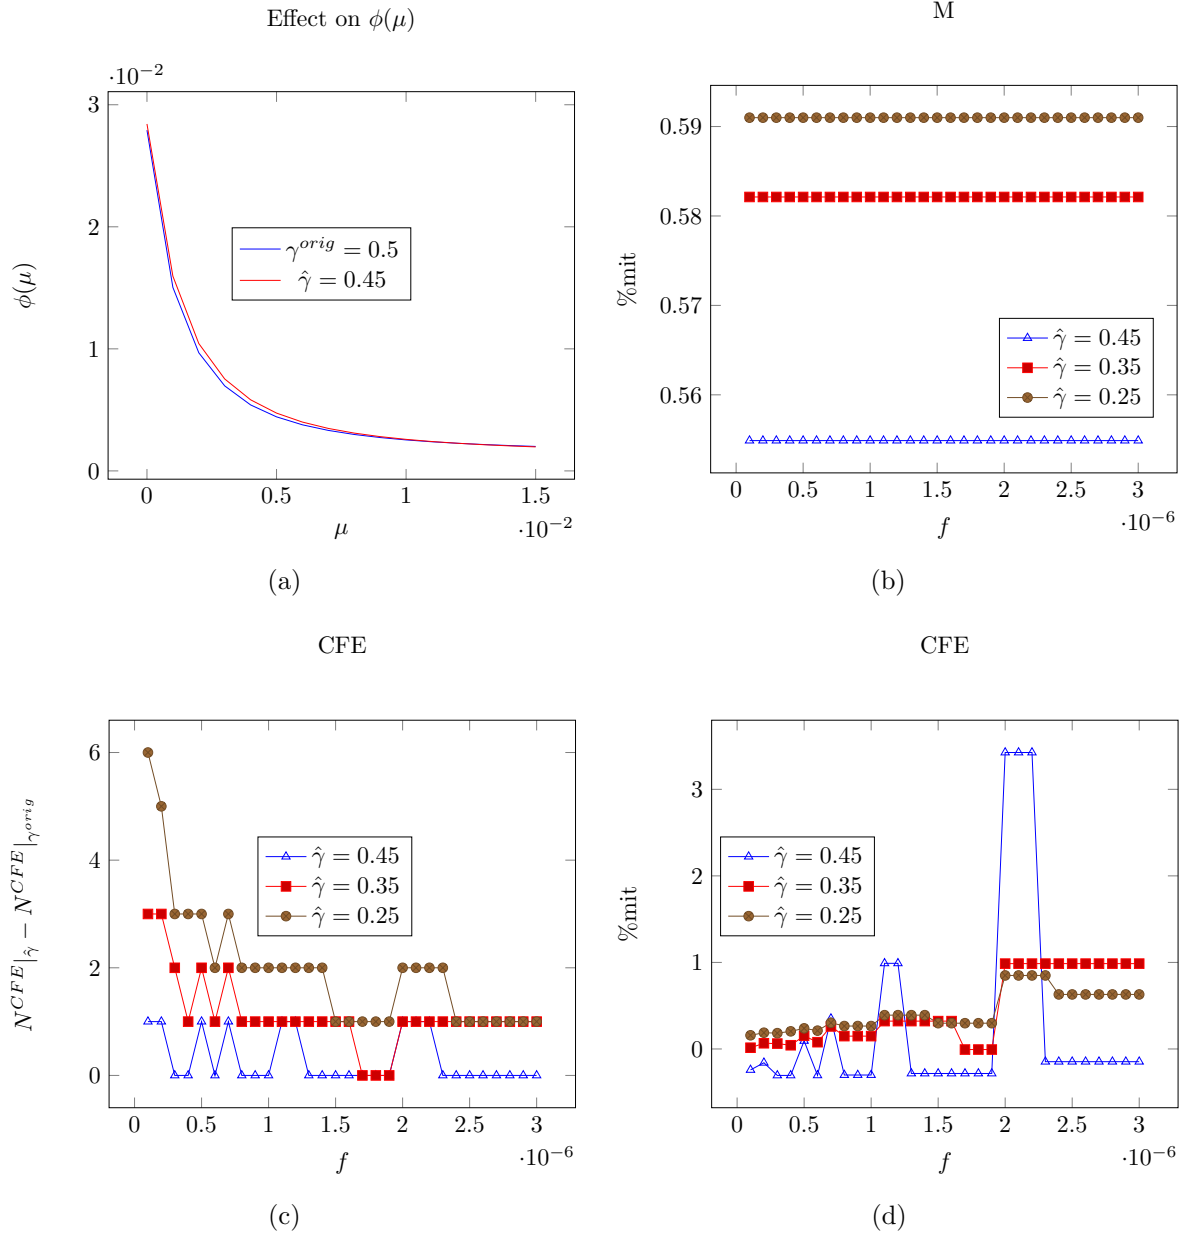 Effect on ϕ(μ)
·10⁻²
3
2
1
0
ϕ(μ)
γ^{orig} = 0.5
γ̂ = 0.45
0 0.5 1 1.5
μ
·10⁻²
(a)
M
0.59
0.58
0.57
0.56
%mit
γ̂ = 0.45
γ̂ = 0.35
γ̂ = 0.25
0 0.5 1 1.5 2 2.5 3
f
·10⁻⁶
(b)
CFE
6
4
2
0
N^{CFE}|_{γ̂} − N^{CFE}|_{γ^{orig}}
γ̂ = 0.45
γ̂ = 0.35
γ̂ = 0.25
0 0.5 1 1.5 2 2.5 3
f
·10⁻⁶
(c)
CFE
3
2
1
0
%mit
γ̂ = 0.45
γ̂ = 0.35
γ̂ = 0.25
0 0.5 1 1.5 2 2.5 3
f
·10⁻⁶
(d)